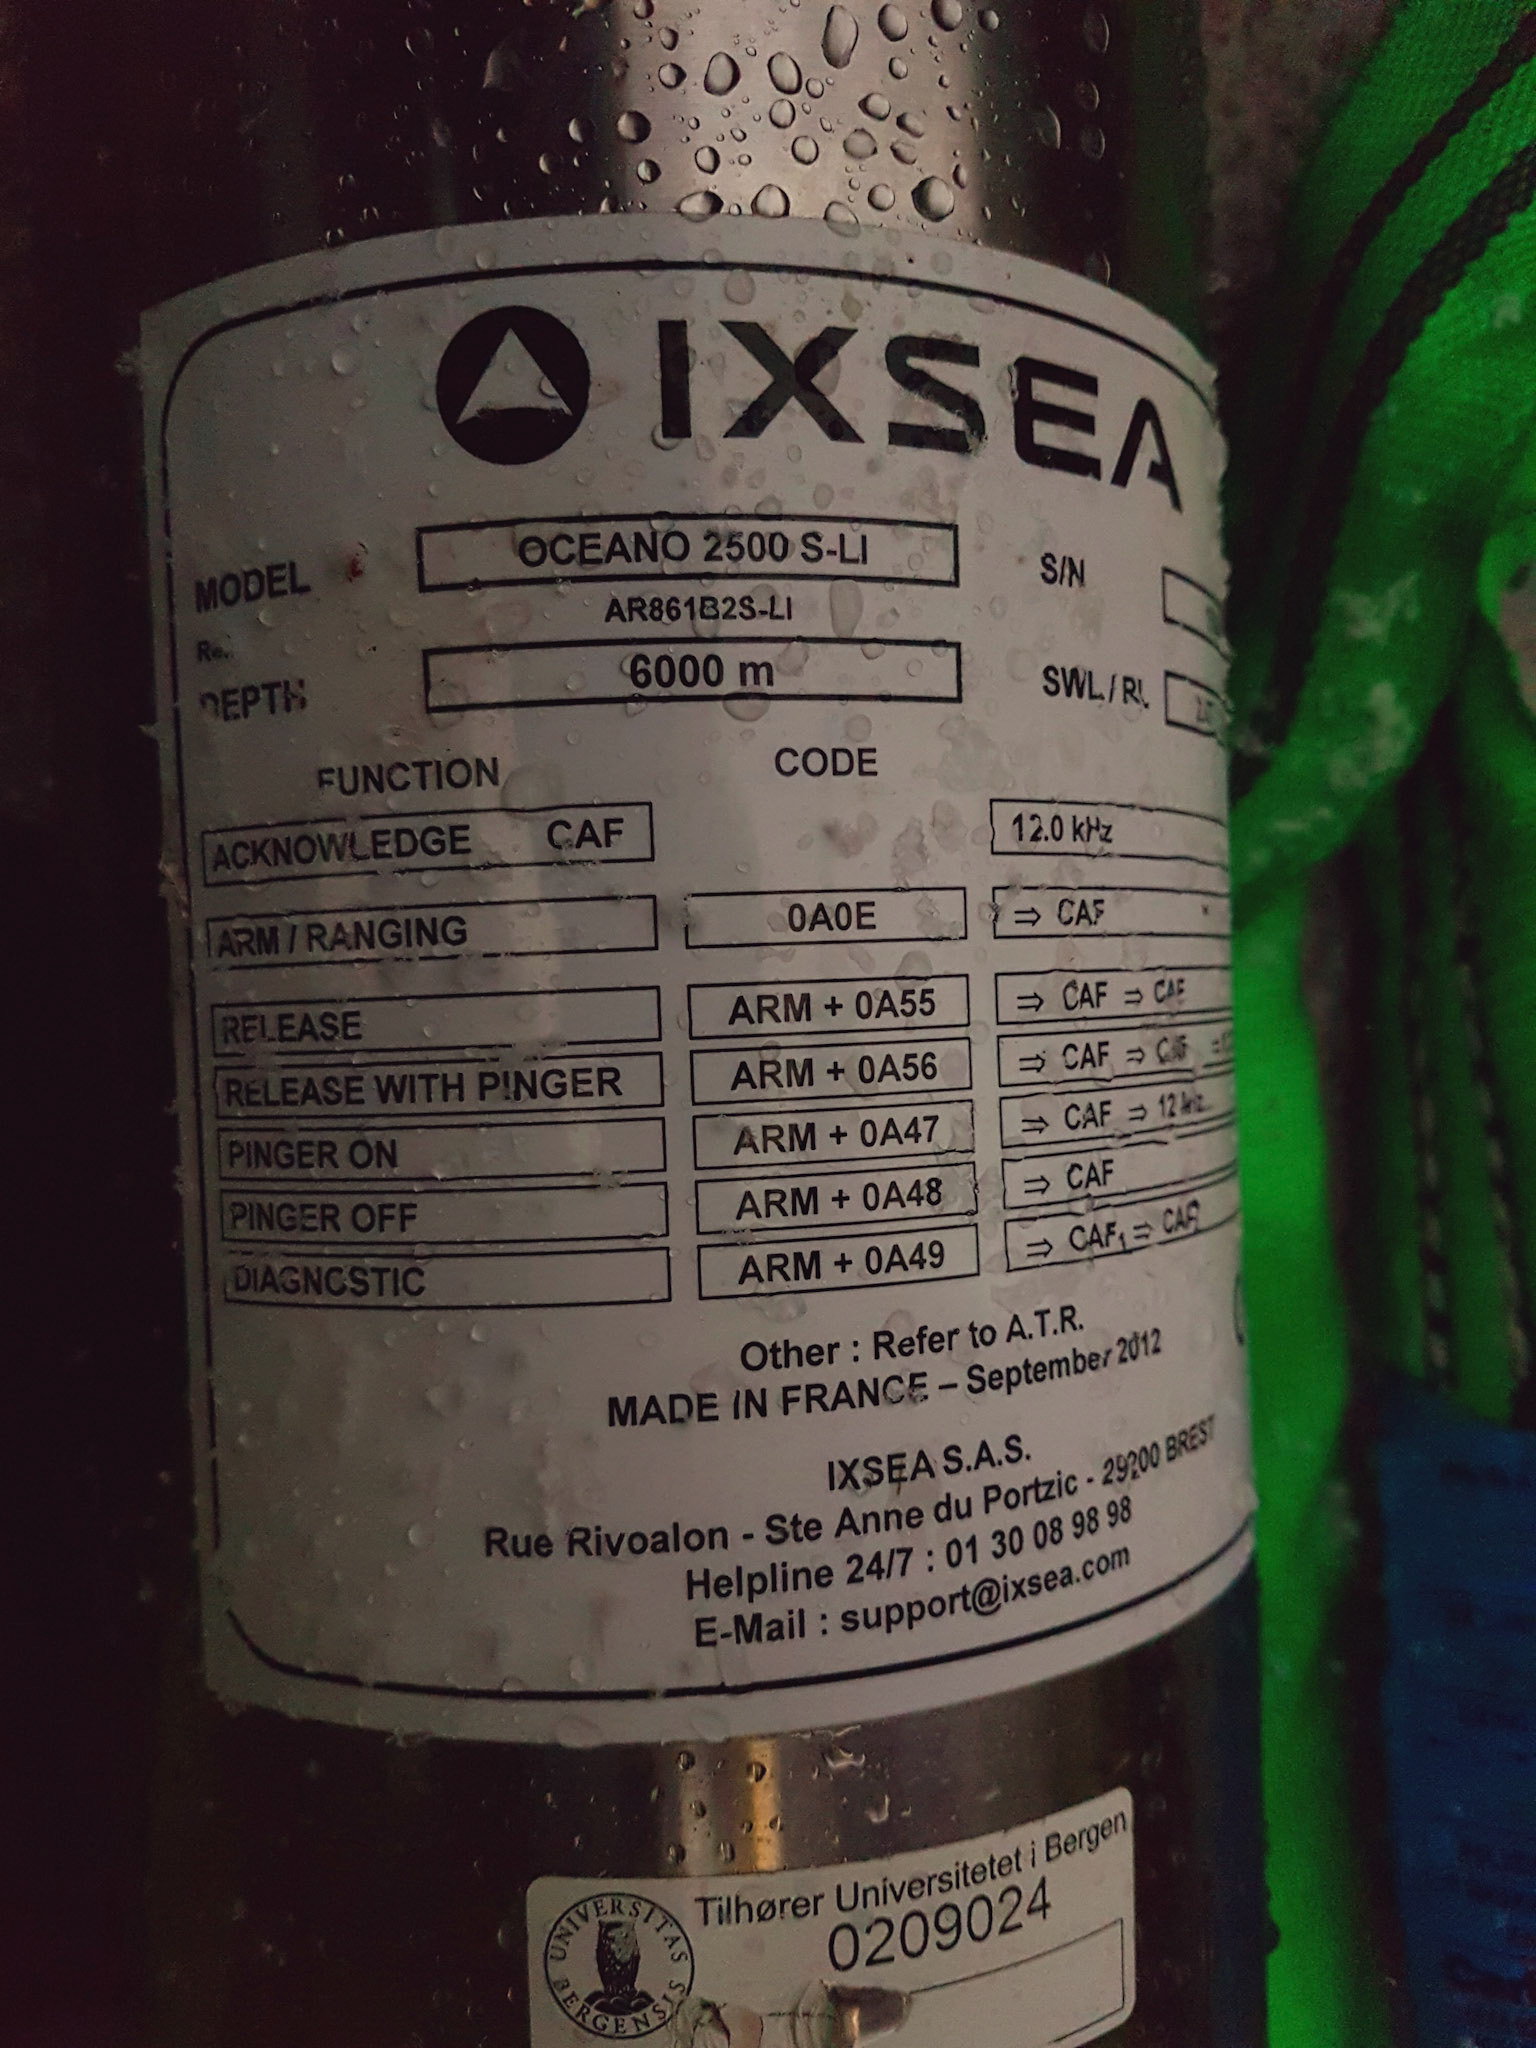 IXSEA
MODEL OCEANO 2500 S-LI S/N
AR861B2S-LI
DEPTH 6000 m SWL /
FUNCTION CODE
ACKNOWLEDGE CAF 12.0 kHz
ARM / RANGING 0A0E ⇒ CAF
RELEASE ARM + 0A55 ⇒ CAF ⇒ CAF
RELEASE WITH PINGER ARM + 0A56 ⇒ CAF ⇒ CAF
PINGER ON ARM + 0A47 ⇒ CAF ⇒ 12 kHz
PINGER OFF ARM + 0A48 ⇒ CAF
DIAGNOSTIC ARM + 0A49 ⇒ CAF₁ ⇒
Other : Refer to A.T.R.
MADE IN FRANCE – September 2012
IXSEA S.A.S.
Rue Rivoalon - Ste Anne du Portzic - 29200 BREST
Helpline 24/7 : 01 30 08 98 98
E-Mail : support@ixsea.com
Tilhører Universitetet i Bergen
0209024
UNIVERSITAS BERGENSIS